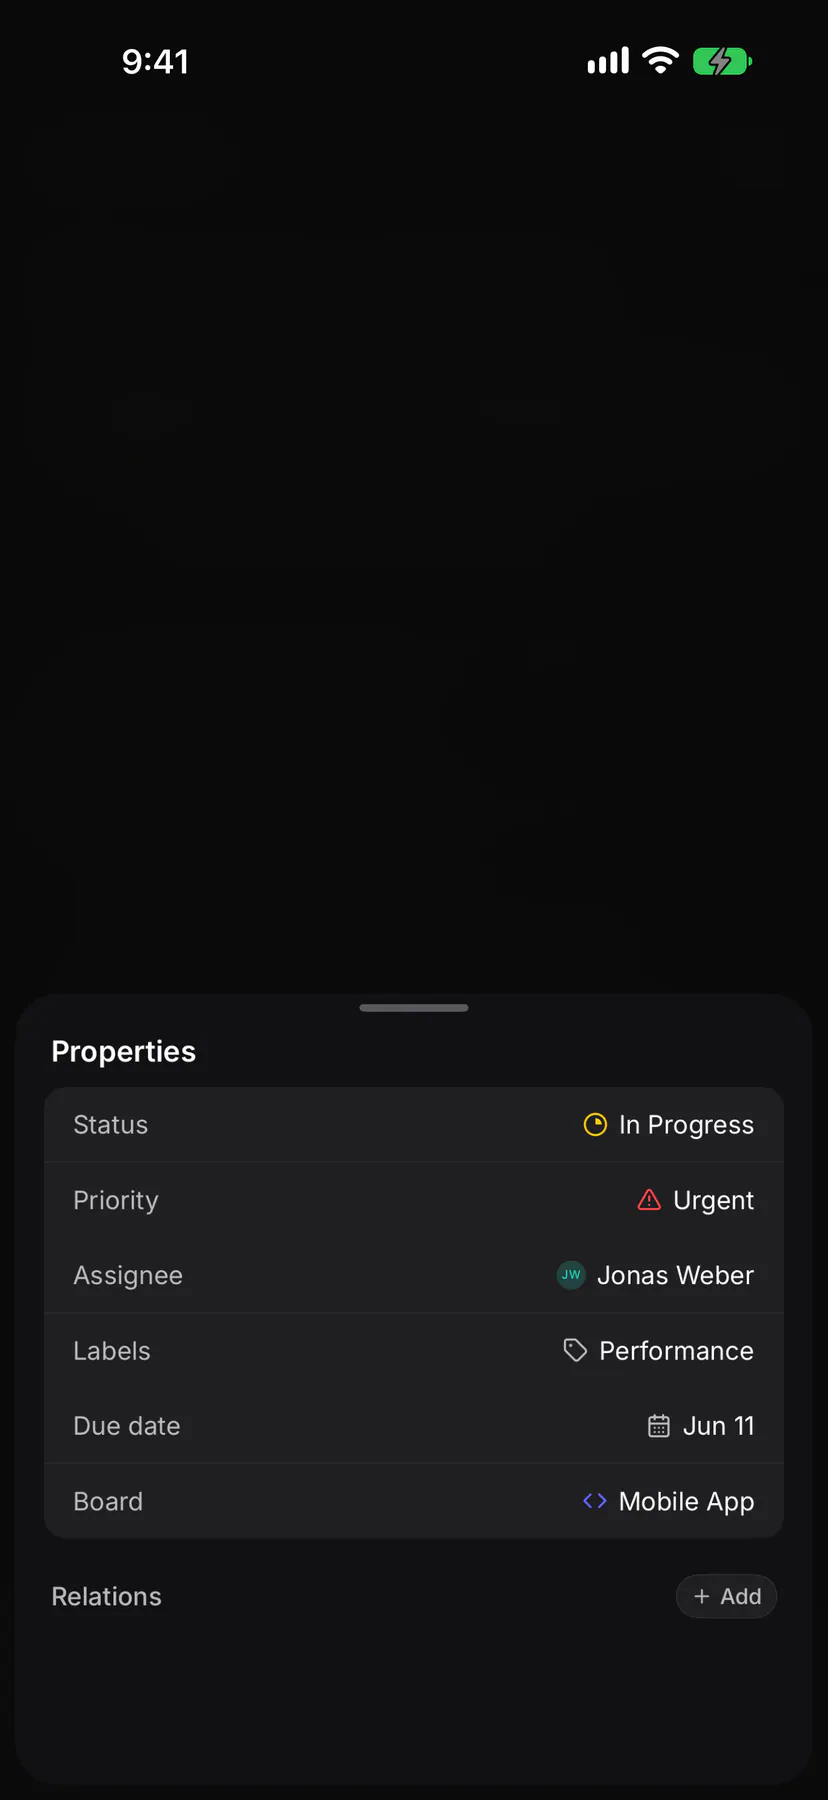 9:41
Properties
Status In Progress
Priority Urgent
Assignee JW Jonas Weber
Labels Performance
Due date Jun 11
Board Mobile App
Relations + Add